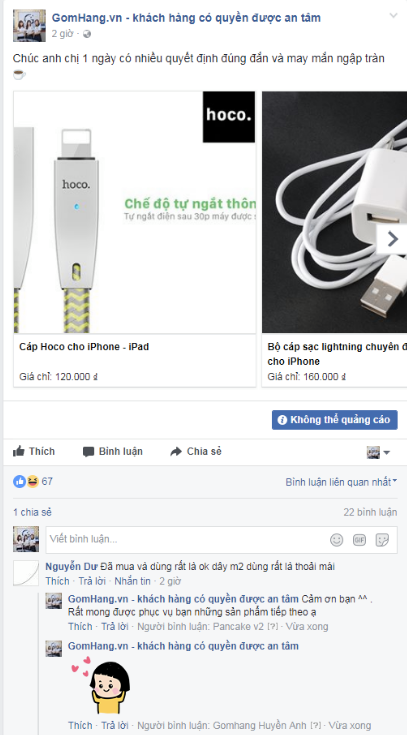 GomHang.vn - khách hàng có quyền được an tâm
2 giờ ·
Chúc anh chị 1 ngày có nhiều quyết định đúng đắn và may mắn ngập tràn
hoco.
hoco.
Chế độ tự ngắt thôn
Tự ngắt điện sau 30p máy được s
Cáp Hoco cho iPhone - iPad
Giá chỉ: 120.000 ₫
Bộ cáp sạc lightning chuyên đ
cho iPhone
Giá chỉ: 160.000 ₫
Không thể quảng cáo
Thích Bình luận Chia sẻ
67 Bình luận liên quan nhất
1 chia sẻ 22 bình luận
Viết bình luận... GIF
Nguyễn Dư Đã mua và dùng rất là ok dây m2 dùng rất là thoải mái
Thích · Trả lời · Nhắn tin · 2 giờ
GomHang.vn - khách hàng có quyền được an tâm Cảm ơn bạn ^^ .
Rất mong được phục vụ bạn những sản phẩm tiếp theo ạ
Thích · Trả lời · Người bình luận: Pancake v2 [?] · Vừa xong
GomHang.vn - khách hàng có quyền được an tâm
Thích · Trả lời · Người bình luận: Gomhang Huyền Anh [?] · Vừa xong